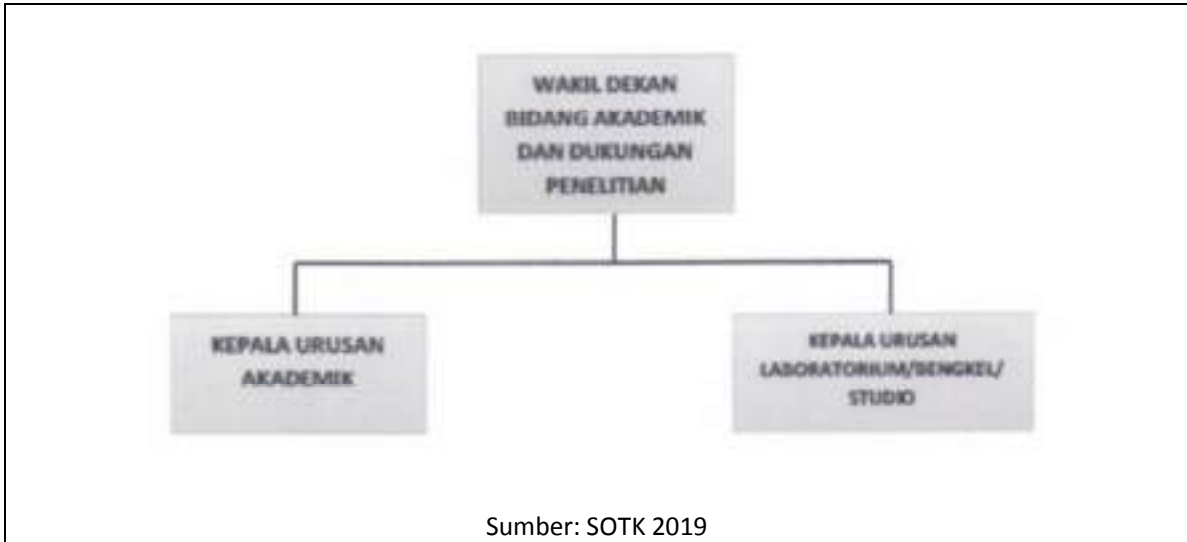 WAKIL DEKAN
BIDANG AKADEMIK
DAN DUKUNGAN
PENELITIAN
KEPALA URUSAN
AKADEMIK
KEPALA URUSAN
LABORATORIUM/BENGKEL/
STUDIO
Sumber: SOTK 2019